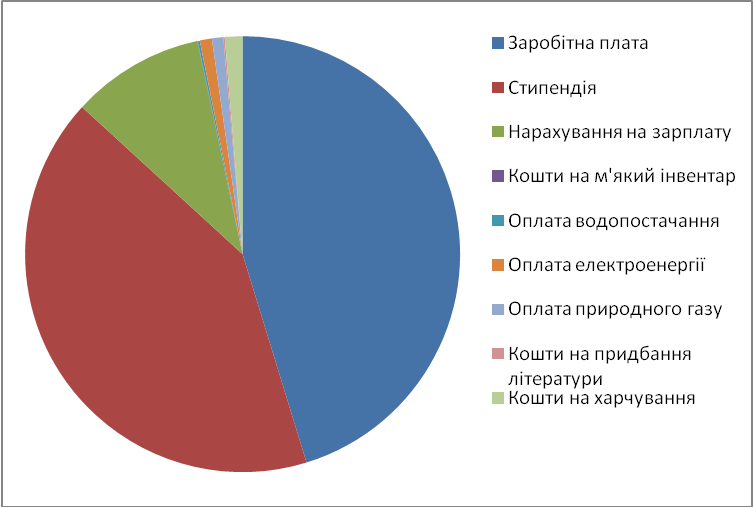 Заробітна плата
Стипендія
Нарахування на зарплату
Кошти на м'який інвентар
Оплата водопостачання
Оплата електроенергії
Оплата природного газу
Кошти на придбання
літератури
Кошти на харчування